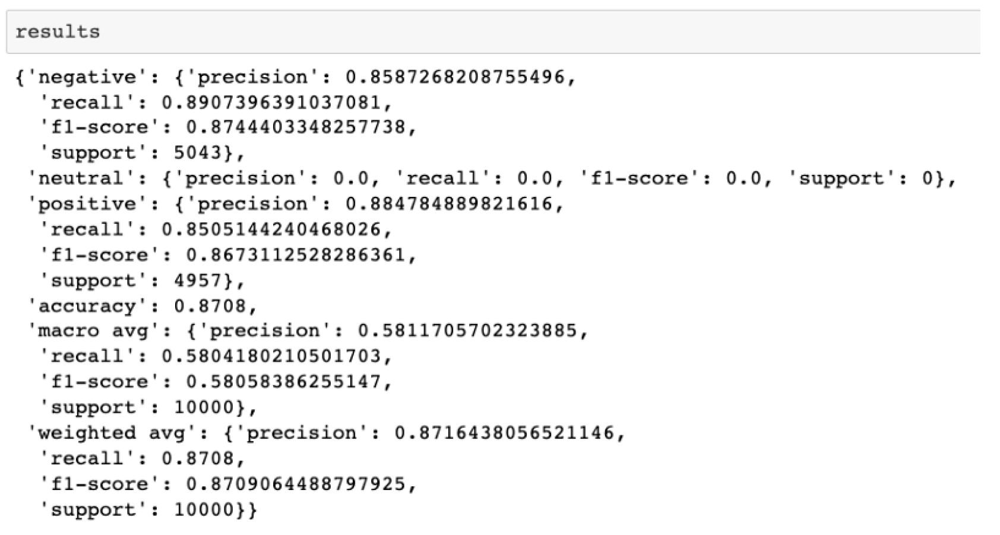 results
{'negative': {'precision': 0.8587268208755496,
'recall': 0.8907396391037081,
'f1-score': 0.8744403348257738,
'support': 5043},
'neutral': {'precision': 0.0, 'recall': 0.0, 'f1-score': 0.0, 'support': 0},
'positive': {'precision': 0.884784889821616,
'recall': 0.8505144240468026,
'f1-score': 0.8673112528286361,
'support': 4957},
'accuracy': 0.8708,
'macro avg': {'precision': 0.5811705702323885,
'recall': 0.5804180210501703,
'f1-score': 0.58058386255147,
'support': 10000},
'weighted avg': {'precision': 0.8716438056521146,
'recall': 0.8708,
'f1-score': 0.8709064488797925,
'support': 10000}}